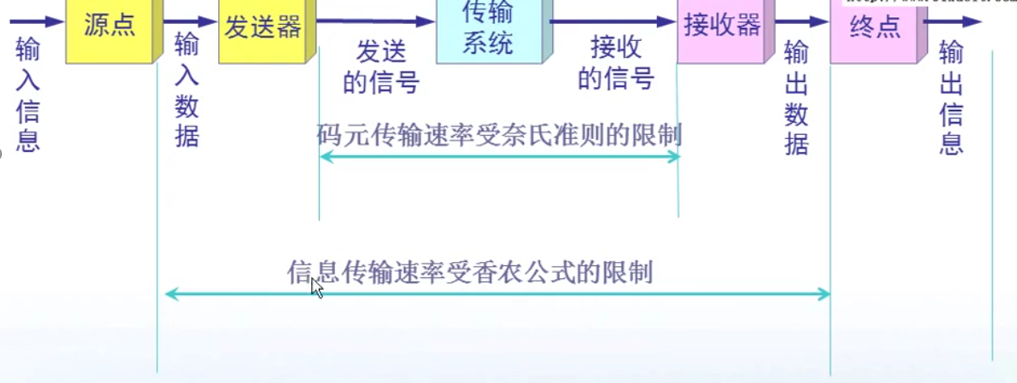 源点
发送器
传输
系统
接收器
终点
输入信息
输入数据
发送
的信号
接收
的信号
输出数据
输出信息
码元传输速率受奈氏准则的限制
信息传输速率受香农公式的限制